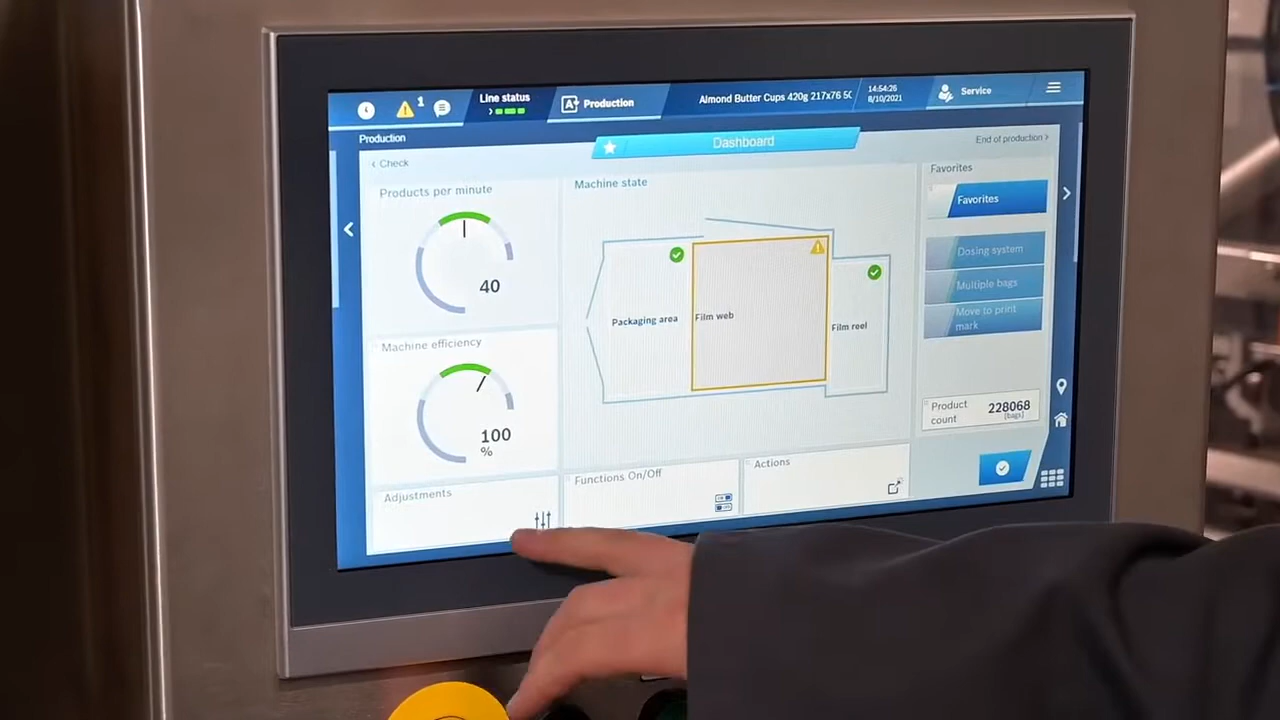 1
Line status
A
Production
Almond Butter Cups 420g 217x76 50
14:54:26
8/10/2021
Service
Production
Dashboard
End of production >
< Check
Products per minute
40
Machine efficiency
100
%
Adjustments
Machine state
Packaging area
Film web
Film reel
Functions On/Off
Actions
Favorites
Favorites
Dosing system
Multiple bags
Move to print
mark
Product
count
228068
[bags]